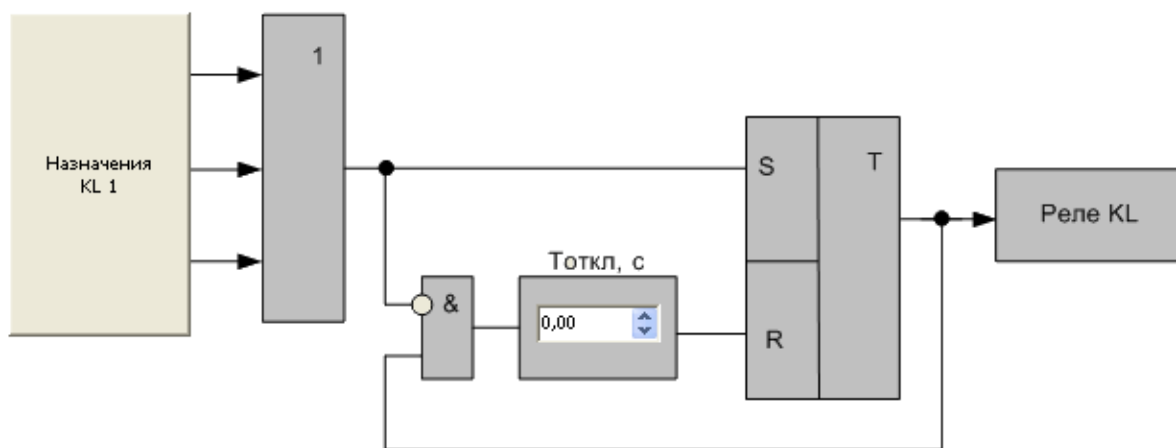 Назначения
KL 1
1
S
T
Реле KL
Тоткл, с
&
0,00
R